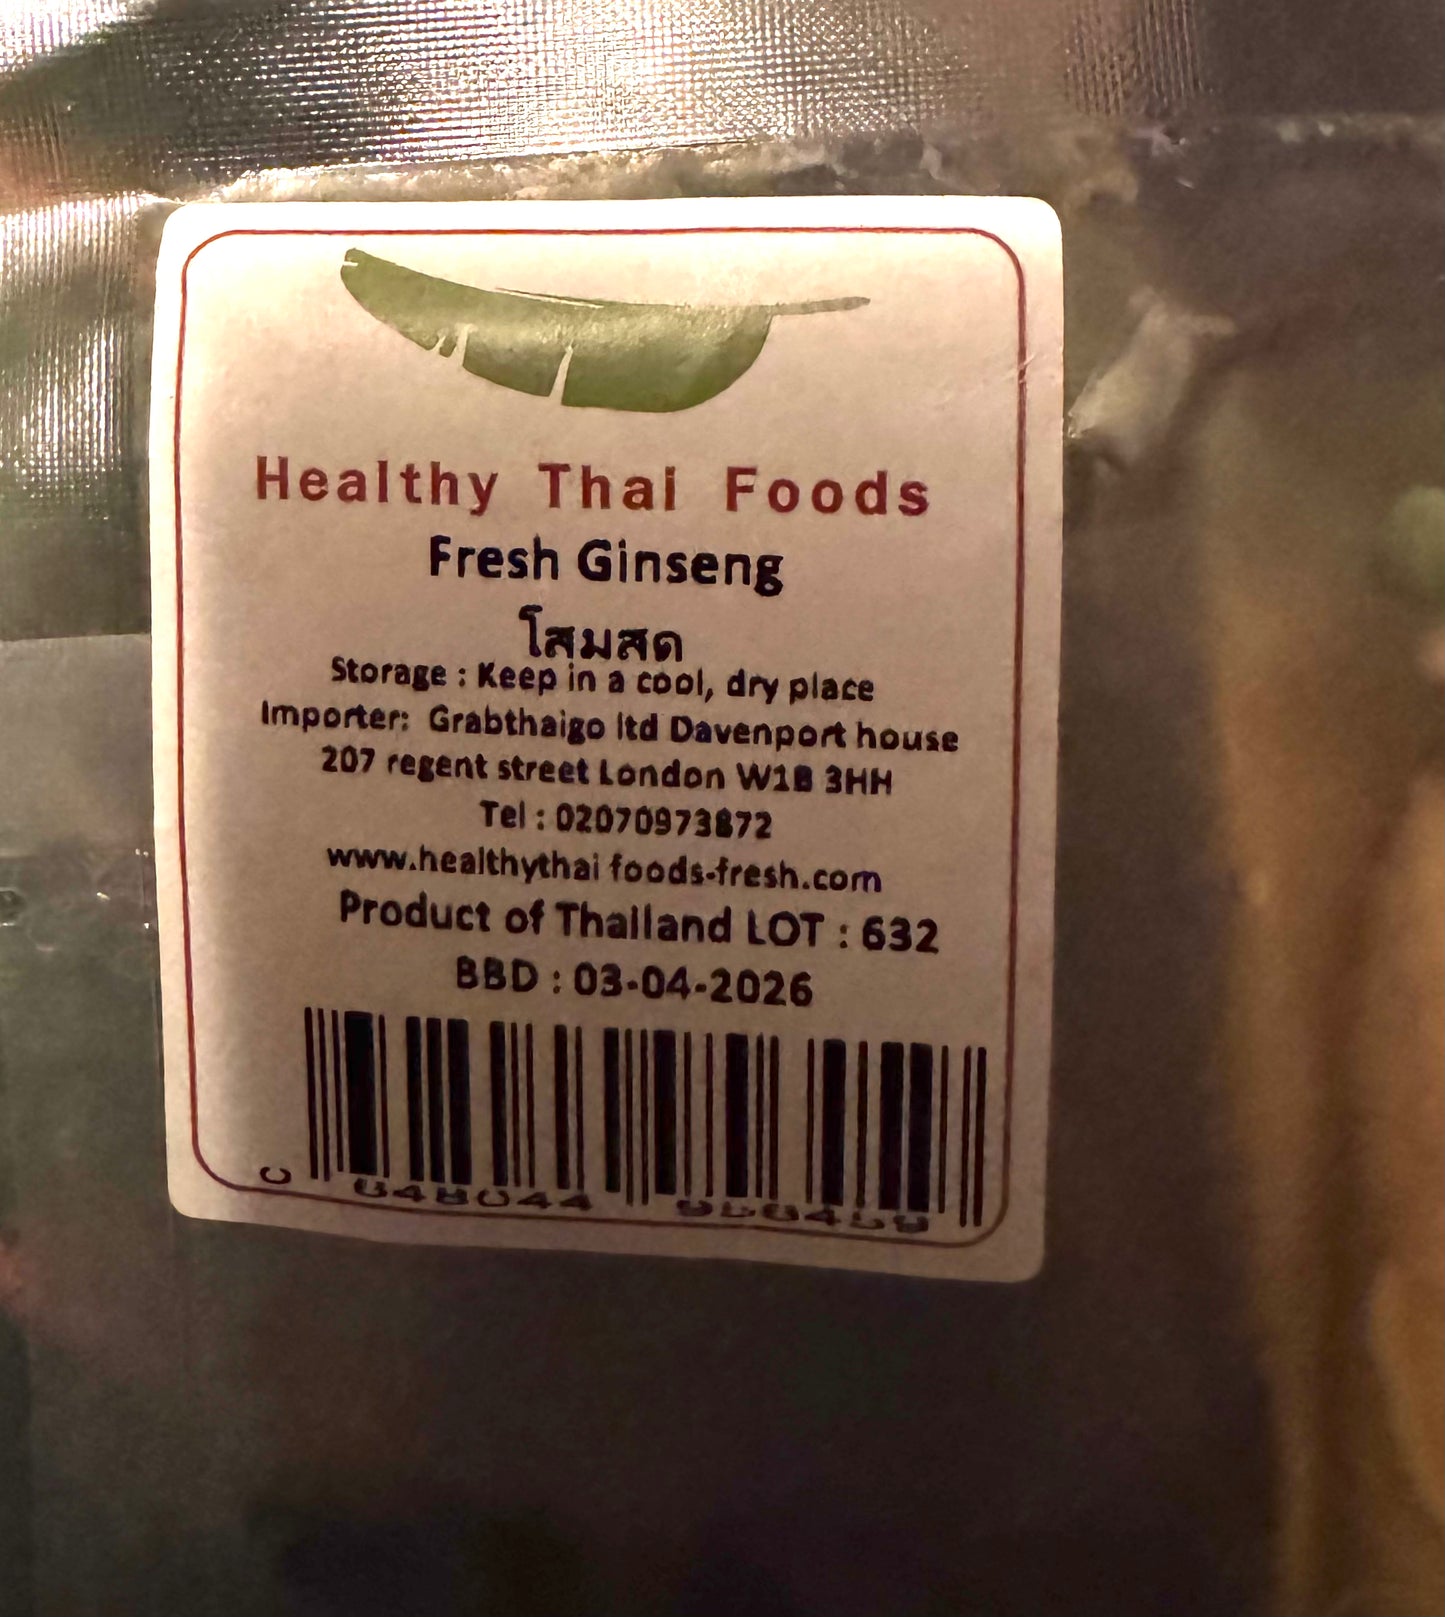 Healthy Thai Foods
Fresh Ginseng
โสมสด
Storage : Keep in a cool, dry place
Importer: Grabthaigo ltd Davenport house
207 regent street London W1B 3HH
Tel : 02070973872
www.healthythai foods-fresh.com
Product of Thailand LOT : 632
BBD : 03-04-2026